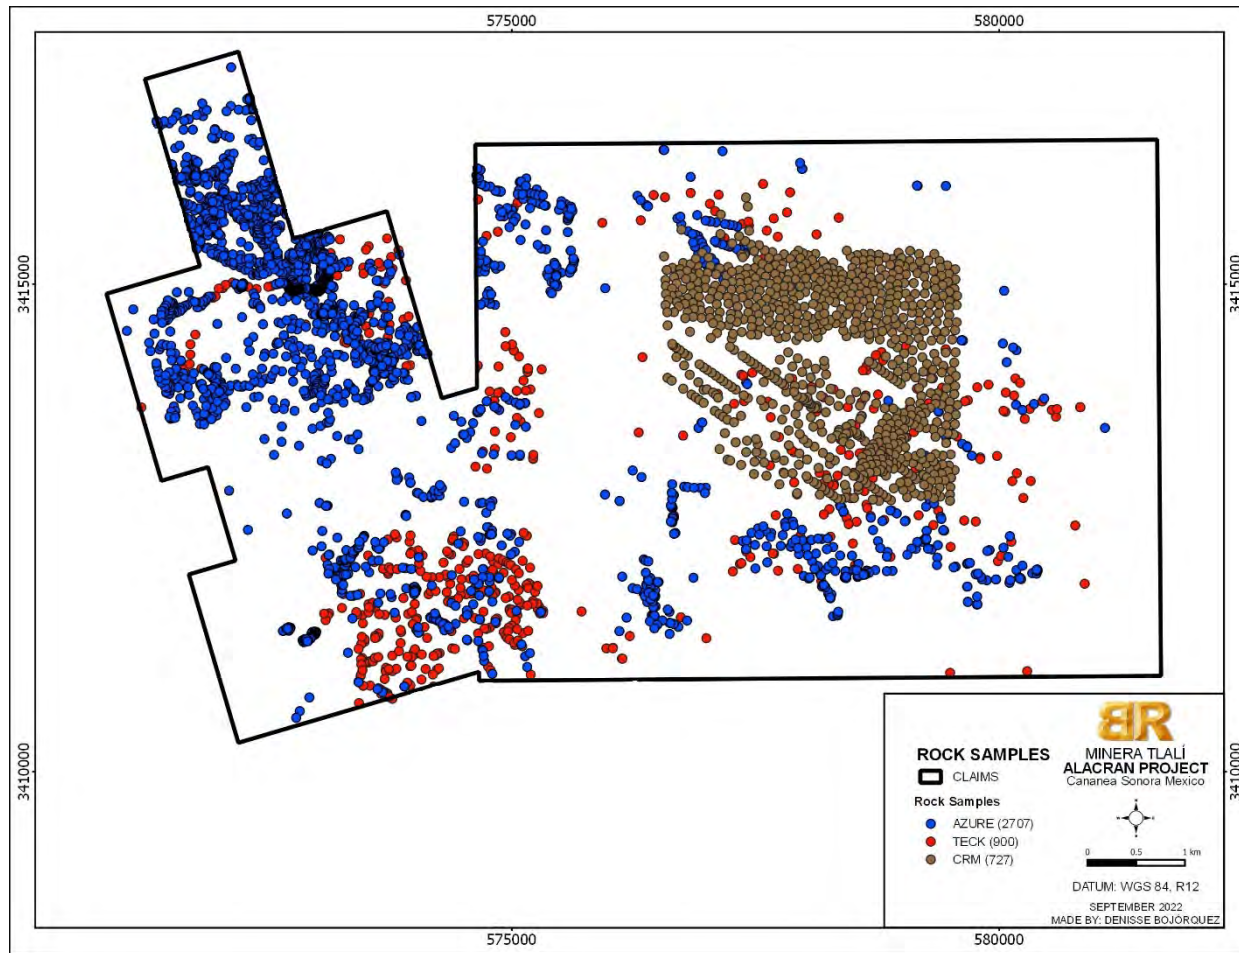 575000
580000
3415000
3415000
3410000
3410000
BR
MINERA TLALÍ
ALACRAN PROJECT
Cananea Sonora Mexico
ROCK SAMPLES
CLAIMS
Rock Samples
AZURE (2707)
TECK (900)
CRM (727)
N
W E
S
0 0.5 1 km
DATUM: WGS 84, R12
SEPTEMBER 2022
MADE BY: DENISSE BOJÓRQUEZ
575000
580000